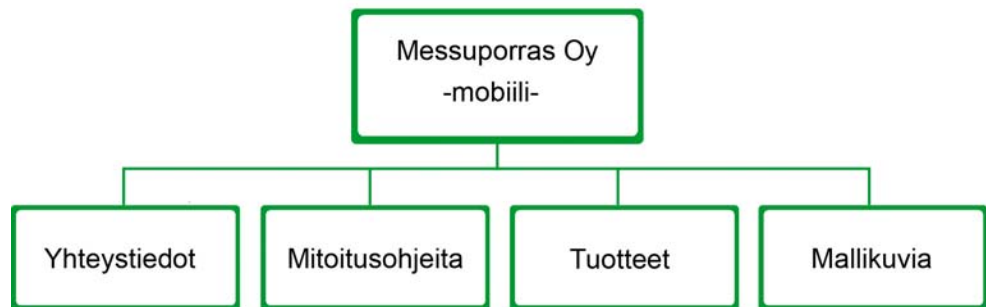 Messuporras Oy
-mobiili-
Yhteystiedot
Mitoitusohjeita
Tuotteet
Mallikuvia